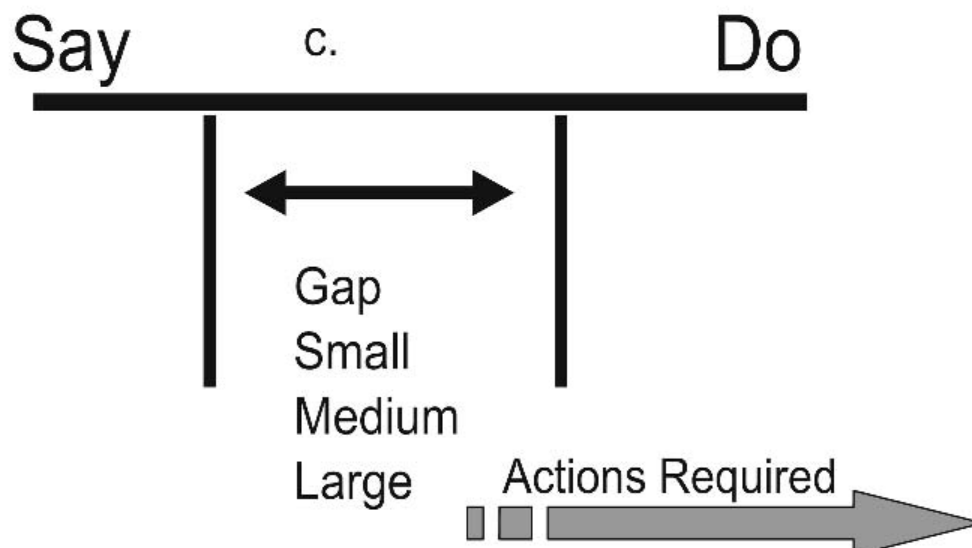 Say c. Do
Gap
Small
Medium
Large
Actions Required